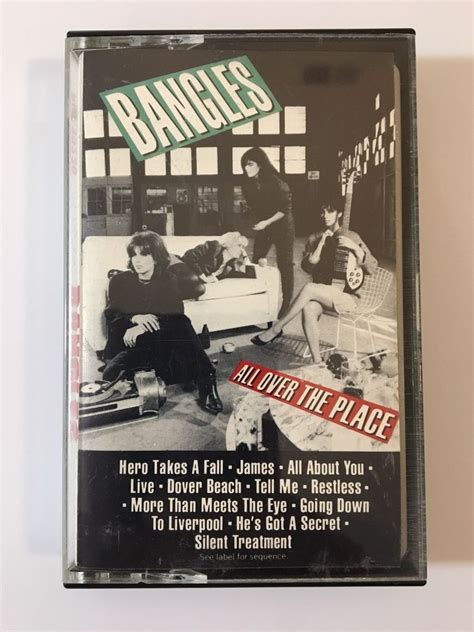 BANGLES
ALL OVER THE PLACE
Hero Takes A Fall · James · All About You ·
Live · Dover Beach · Tell Me · Restless ·
· More Than Meets The Eye · Going Down
To Liverpool · He's Got A Secret ·
Silent Treatment
See label for sequence.